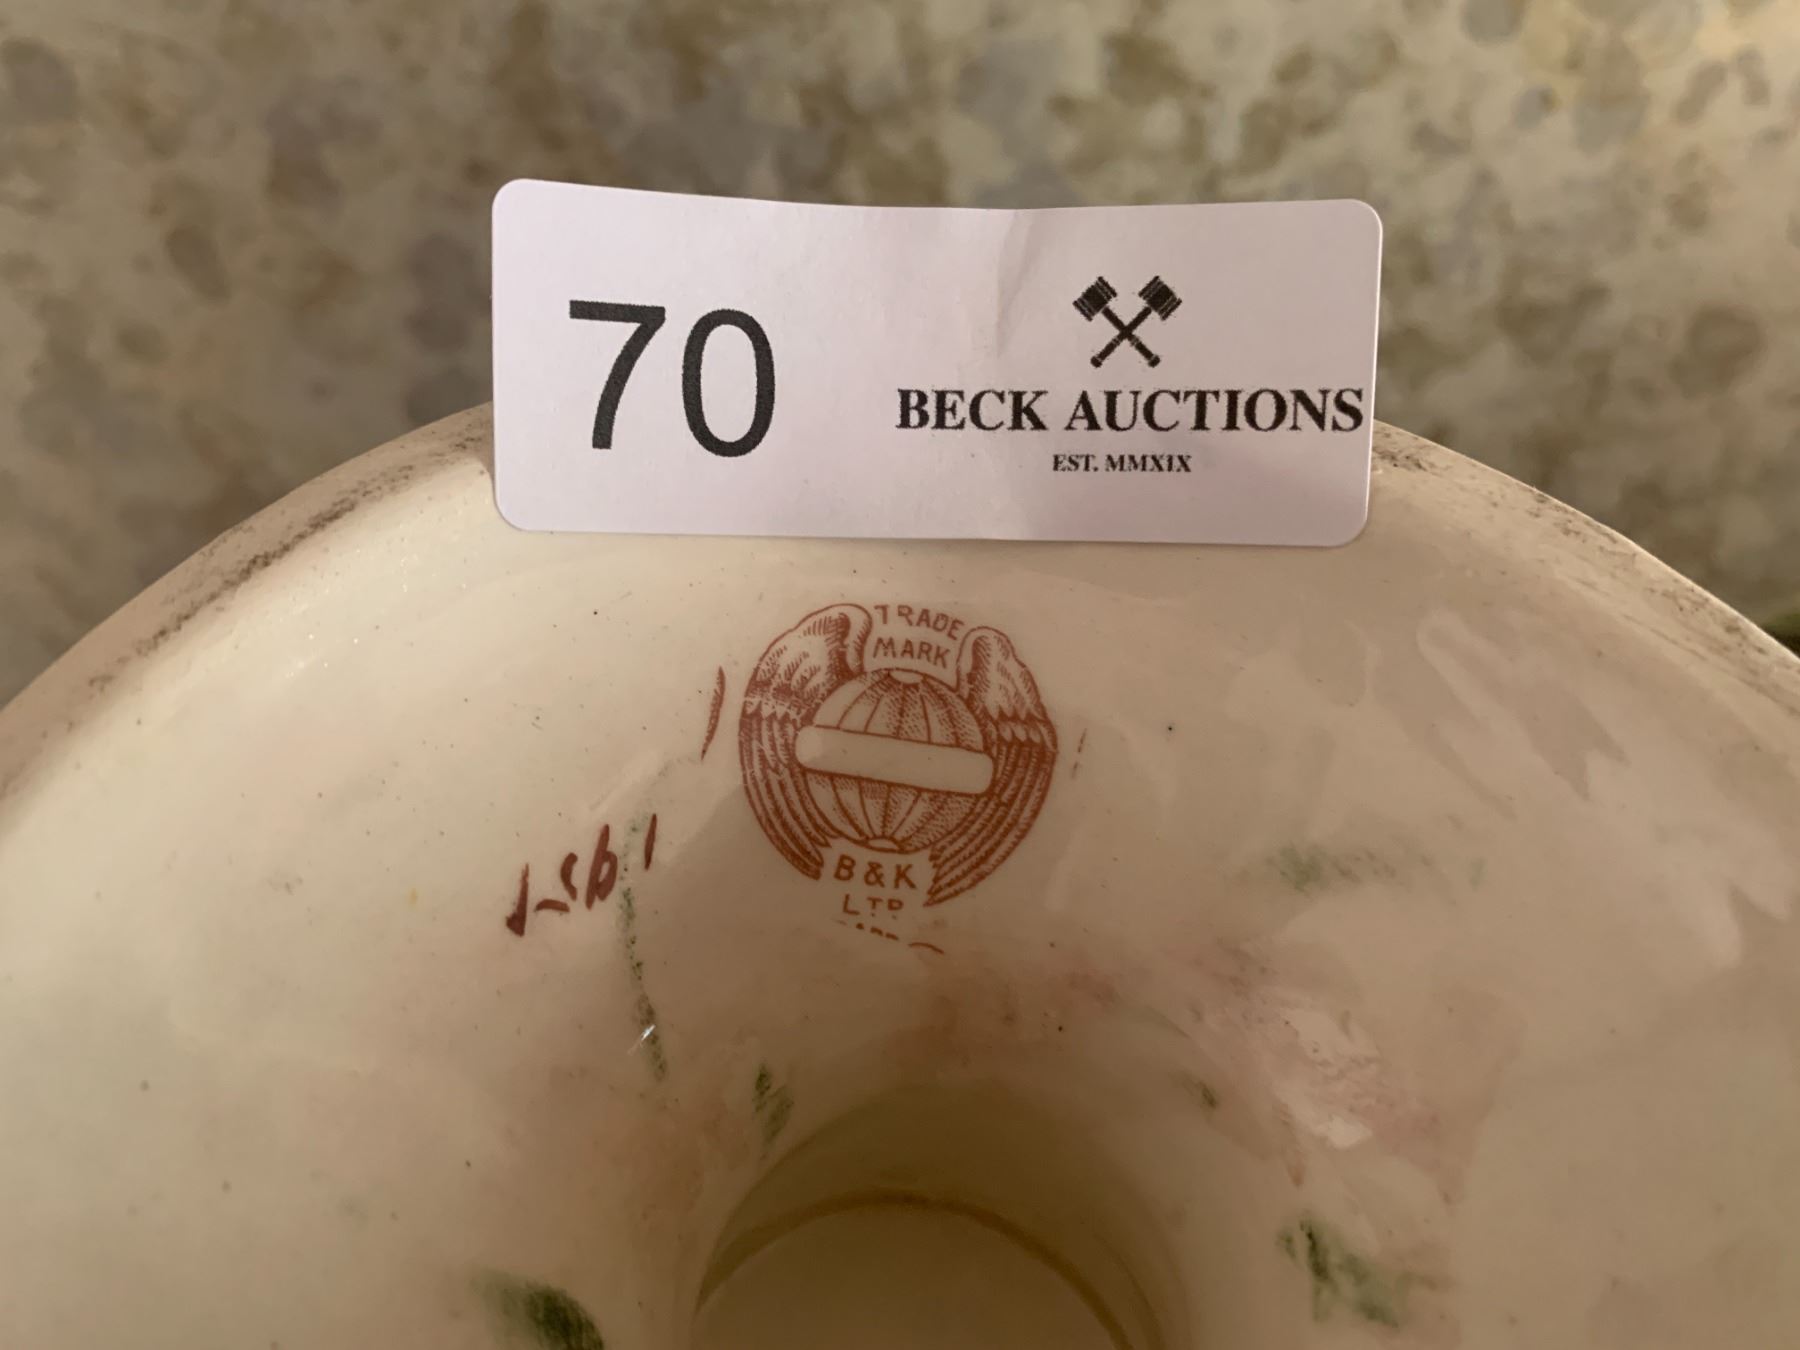 70
BECK AUCTIONS
EST. MMXIX
TRADE
MARK
B & K
LTD